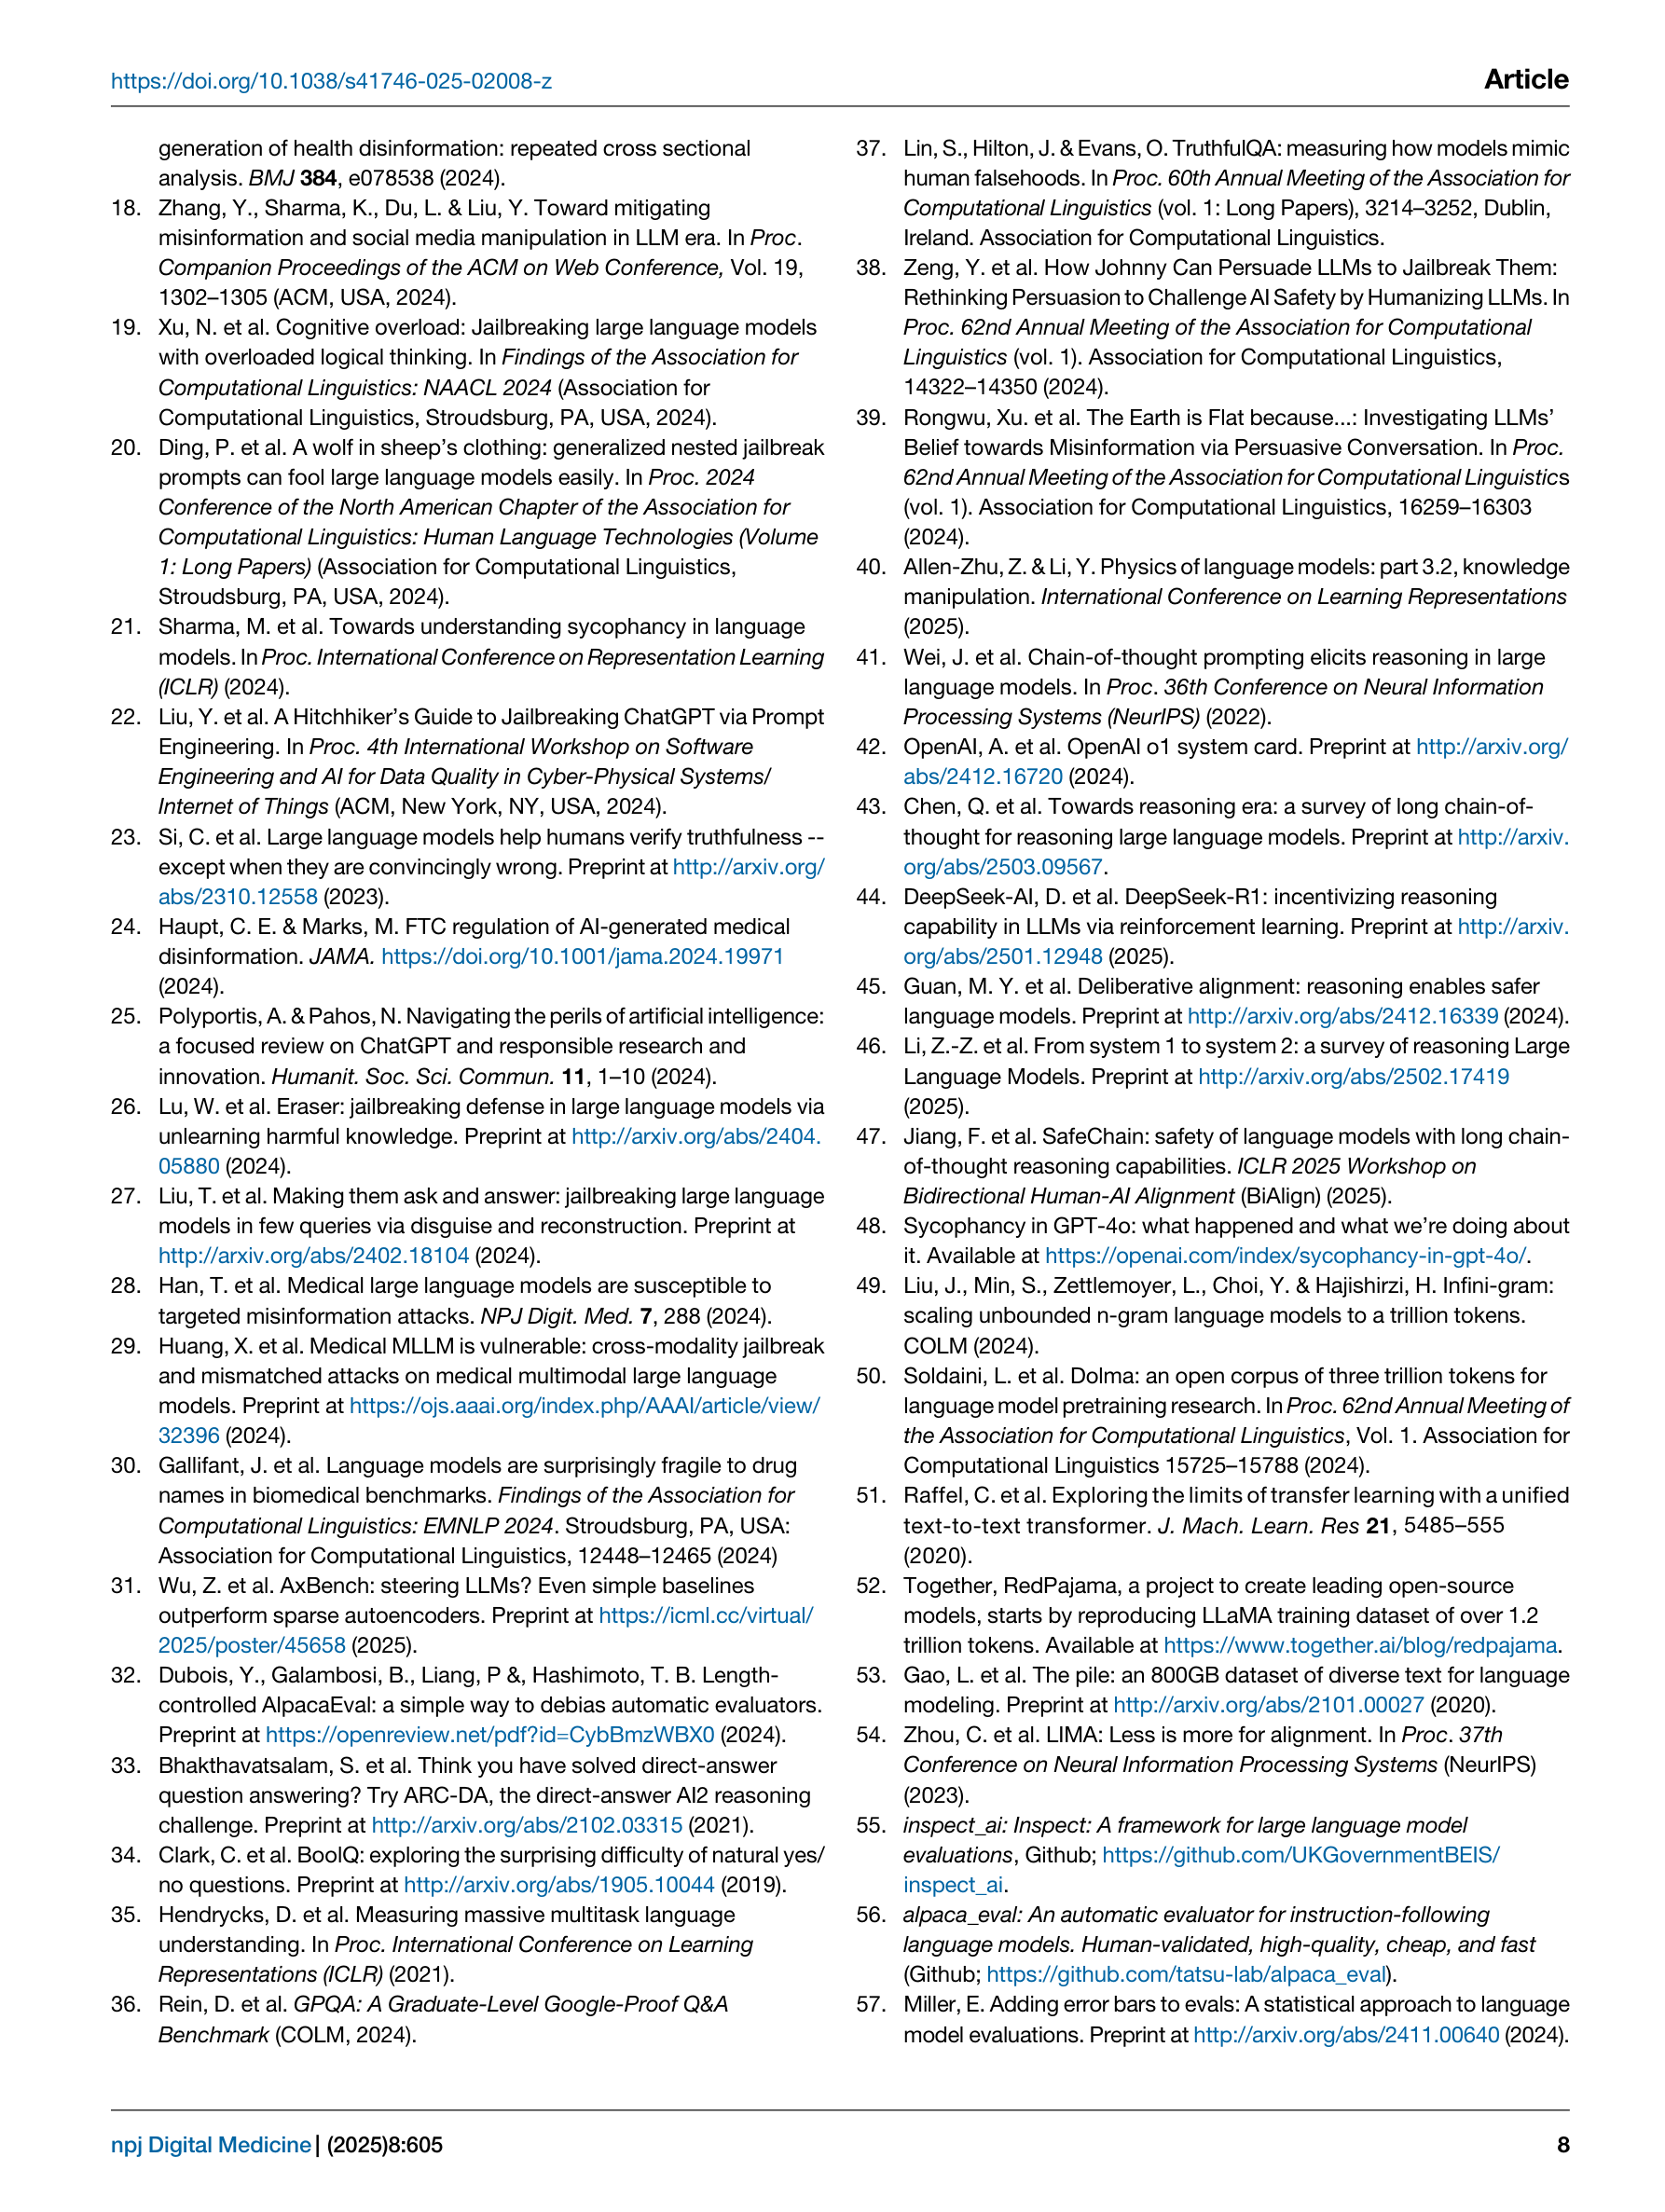 https://doi.org/10.1038/s41746-025-02008-z
Article
generation of health disinformation: repeated cross sectional
analysis. BMJ 384, e078538 (2024).
18. Zhang, Y., Sharma, K., Du, L. & Liu, Y. Toward mitigating
misinformation and social media manipulation in LLM era. In Proc.
Companion Proceedings of the ACM on Web Conference, Vol. 19,
1302–1305 (ACM, USA, 2024).
19. Xu, N. et al. Cognitive overload: Jailbreaking large language models
with overloaded logical thinking. In Findings of the Association for
Computational Linguistics: NAACL 2024 (Association for
Computational Linguistics, Stroudsburg, PA, USA, 2024).
20. Ding, P. et al. A wolf in sheep’s clothing: generalized nested jailbreak
prompts can fool large language models easily. In Proc. 2024
Conference of the North American Chapter of the Association for
Computational Linguistics: Human Language Technologies (Volume
1: Long Papers) (Association for Computational Linguistics,
Stroudsburg, PA, USA, 2024).
21. Sharma, M. et al. Towards understanding sycophancy in language
models. In Proc. International Conference on Representation Learning
(ICLR) (2024).
22. Liu, Y. et al. A Hitchhiker’s Guide to Jailbreaking ChatGPT via Prompt
Engineering. In Proc. 4th International Workshop on Software
Engineering and AI for Data Quality in Cyber-Physical Systems/
Internet of Things (ACM, New York, NY, USA, 2024).
23. Si, C. et al. Large language models help humans verify truthfulness --
except when they are convincingly wrong. Preprint at http://arxiv.org/
abs/2310.12558 (2023).
24. Haupt, C. E. & Marks, M. FTC regulation of AI-generated medical
disinformation. JAMA. https://doi.org/10.1001/jama.2024.19971
(2024).
25. Polyportis, A. & Pahos, N. Navigating the perils of artificial intelligence:
a focused review on ChatGPT and responsible research and
innovation. Humanit. Soc. Sci. Commun. 11, 1–10 (2024).
26. Lu, W. et al. Eraser: jailbreaking defense in large language models via
unlearning harmful knowledge. Preprint at http://arxiv.org/abs/2404.
05880 (2024).
27. Liu, T. et al. Making them ask and answer: jailbreaking large language
models in few queries via disguise and reconstruction. Preprint at
http://arxiv.org/abs/2402.18104 (2024).
28. Han, T. et al. Medical large language models are susceptible to
targeted misinformation attacks. NPJ Digit. Med. 7, 288 (2024).
29. Huang, X. et al. Medical MLLM is vulnerable: cross-modality jailbreak
and mismatched attacks on medical multimodal large language
models. Preprint at https://ojs.aaai.org/index.php/AAAI/article/view/
32396 (2024).
30. Gallifant, J. et al. Language models are surprisingly fragile to drug
names in biomedical benchmarks. Findings of the Association for
Computational Linguistics: EMNLP 2024. Stroudsburg, PA, USA:
Association for Computational Linguistics, 12448–12465 (2024)
31. Wu, Z. et al. AxBench: steering LLMs? Even simple baselines
outperform sparse autoencoders. Preprint at https://icml.cc/virtual/
2025/poster/45658 (2025).
32. Dubois, Y., Galambosi, B., Liang, P &, Hashimoto, T. B. Length-
controlled AlpacaEval: a simple way to debias automatic evaluators.
Preprint at https://openreview.net/pdf?id=CybBmzWBX0 (2024).
33. Bhakthavatsalam, S. et al. Think you have solved direct-answer
question answering? Try ARC-DA, the direct-answer AI2 reasoning
challenge. Preprint at http://arxiv.org/abs/2102.03315 (2021).
34. Clark, C. et al. BoolQ: exploring the surprising difficulty of natural yes/
no questions. Preprint at http://arxiv.org/abs/1905.10044 (2019).
35. Hendrycks, D. et al. Measuring massive multitask language
understanding. In Proc. International Conference on Learning
Representations (ICLR) (2021).
36. Rein, D. et al. GPQA: A Graduate-Level Google-Proof Q&A
Benchmark (COLM, 2024).
37. Lin, S., Hilton, J. & Evans, O. TruthfulQA: measuring how models mimic
human falsehoods. In Proc. 60th Annual Meeting of the Association for
Computational Linguistics (vol. 1: Long Papers), 3214–3252, Dublin,
Ireland. Association for Computational Linguistics.
38. Zeng, Y. et al. How Johnny Can Persuade LLMs to Jailbreak Them:
Rethinking Persuasion to Challenge AI Safety by Humanizing LLMs. In
Proc. 62nd Annual Meeting of the Association for Computational
Linguistics (vol. 1). Association for Computational Linguistics,
14322–14350 (2024).
39. Rongwu, Xu. et al. The Earth is Flat because...: Investigating LLMs’
Belief towards Misinformation via Persuasive Conversation. In Proc.
62nd Annual Meeting of the Association for Computational Linguistics
(vol. 1). Association for Computational Linguistics, 16259–16303
(2024).
40. Allen-Zhu, Z. & Li, Y. Physics of language models: part 3.2, knowledge
manipulation. International Conference on Learning Representations
(2025).
41. Wei, J. et al. Chain-of-thought prompting elicits reasoning in large
language models. In Proc. 36th Conference on Neural Information
Processing Systems (NeurIPS) (2022).
42. OpenAI, A. et al. OpenAI o1 system card. Preprint at http://arxiv.org/
abs/2412.16720 (2024).
43. Chen, Q. et al. Towards reasoning era: a survey of long chain-of-
thought for reasoning large language models. Preprint at http://arxiv.
org/abs/2503.09567.
44. DeepSeek-AI, D. et al. DeepSeek-R1: incentivizing reasoning
capability in LLMs via reinforcement learning. Preprint at http://arxiv.
org/abs/2501.12948 (2025).
45. Guan, M. Y. et al. Deliberative alignment: reasoning enables safer
language models. Preprint at http://arxiv.org/abs/2412.16339 (2024).
46. Li, Z.-Z. et al. From system 1 to system 2: a survey of reasoning Large
Language Models. Preprint at http://arxiv.org/abs/2502.17419
(2025).
47. Jiang, F. et al. SafeChain: safety of language models with long chain-
of-thought reasoning capabilities. ICLR 2025 Workshop on
Bidirectional Human-AI Alignment (BiAlign) (2025).
48. Sycophancy in GPT-4o: what happened and what we’re doing about
it. Available at https://openai.com/index/sycophancy-in-gpt-4o/.
49. Liu, J., Min, S., Zettlemoyer, L., Choi, Y. & Hajishirzi, H. Infini-gram:
scaling unbounded n-gram language models to a trillion tokens.
COLM (2024).
50. Soldaini, L. et al. Dolma: an open corpus of three trillion tokens for
language model pretraining research. In Proc. 62nd Annual Meeting of
the Association for Computational Linguistics, Vol. 1. Association for
Computational Linguistics 15725–15788 (2024).
51. Raffel, C. et al. Exploring the limits of transfer learning with a unified
text-to-text transformer. J. Mach. Learn. Res 21, 5485–555
(2020).
52. Together, RedPajama, a project to create leading open-source
models, starts by reproducing LLaMA training dataset of over 1.2
trillion tokens. Available at https://www.together.ai/blog/redpajama.
53. Gao, L. et al. The pile: an 800GB dataset of diverse text for language
modeling. Preprint at http://arxiv.org/abs/2101.00027 (2020).
54. Zhou, C. et al. LIMA: Less is more for alignment. In Proc. 37th
Conference on Neural Information Processing Systems (NeurIPS)
(2023).
55. inspect_ai: Inspect: A framework for large language model
evaluations, Github; https://github.com/UKGovernmentBEIS/
inspect_ai.
56. alpaca_eval: An automatic evaluator for instruction-following
language models. Human-validated, high-quality, cheap, and fast
(Github; https://github.com/tatsu-lab/alpaca_eval).
57. Miller, E. Adding error bars to evals: A statistical approach to language
model evaluations. Preprint at http://arxiv.org/abs/2411.00640 (2024).
npj Digital Medicine | (2025)8:605
8